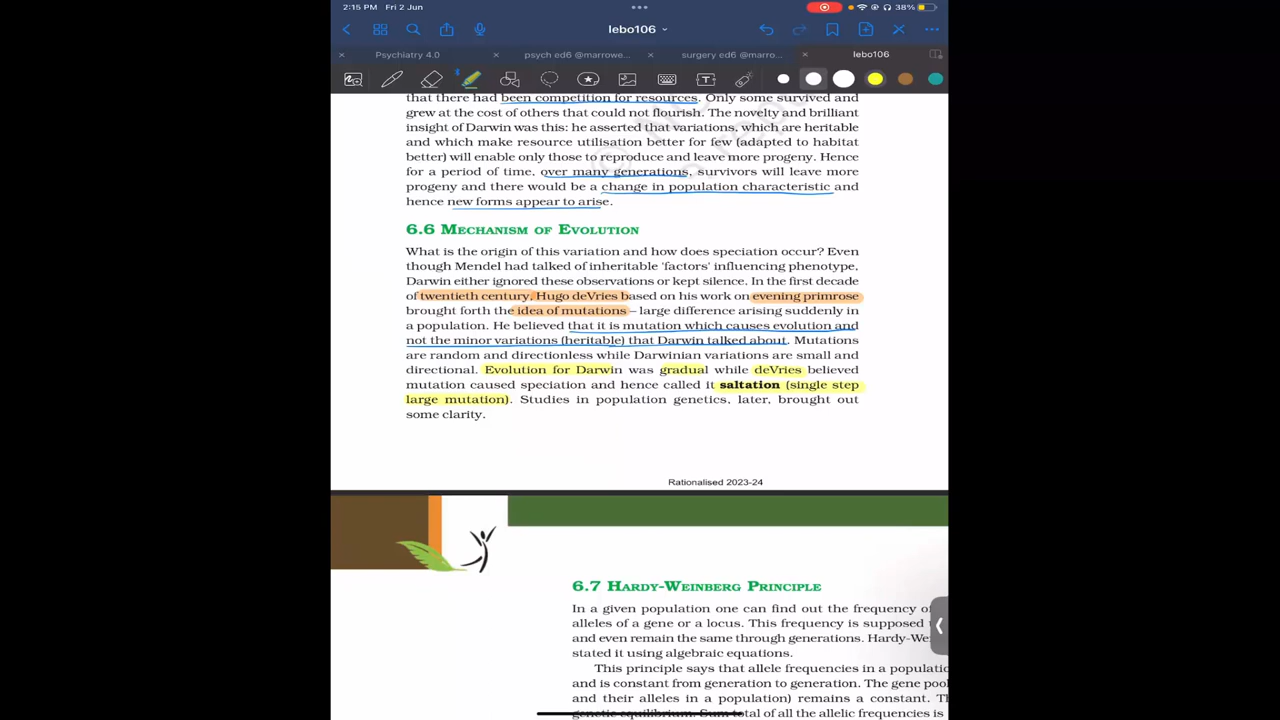 2:15 PM Fri 2 Jun
38%
lebo106
Psychiatry 4.0
psych ed6 @marrowe...
surgery ed6 @marro...
lebo106
that there had been competition for resources. Only some survived and
grew at the cost of others that could not flourish. The novelty and brilliant
insight of Darwin was this: he asserted that variations, which are heritable
and which make resource utilisation better for few (adapted to habitat
better) will enable only those to reproduce and leave more progeny. Hence
for a period of time, over many generations, survivors will leave more
progeny and there would be a change in population characteristic and
hence new forms appear to arise.
6.6 MECHANISM OF EVOLUTION
What is the origin of this variation and how does speciation occur? Even
though Mendel had talked of inheritable 'factors' influencing phenotype,
Darwin either ignored these observations or kept silence. In the first decade
of twentieth century, Hugo deVries based on his work on evening primrose
brought forth the idea of mutations – large difference arising suddenly in
a population. He believed that it is mutation which causes evolution and
not the minor variations (heritable) that Darwin talked about. Mutations
are random and directionless while Darwinian variations are small and
directional. Evolution for Darwin was gradual while deVries believed
mutation caused speciation and hence called it saltation (single step
large mutation). Studies in population genetics, later, brought out
some clarity.
Rationalised 2023-24
6.7 HARDY-WEINBERG PRINCIPLE
In a given population one can find out the frequency o
alleles of a gene or a locus. This frequency is supposed
and even remain the same through generations. Hardy-We
stated it using algebraic equations.
This principle says that allele frequencies in a populatio
and is constant from generation to generation. The gene poo
and their alleles in a population) remains a constant. T
genetic equilibrium. Sum total of all the allelic frequencies is